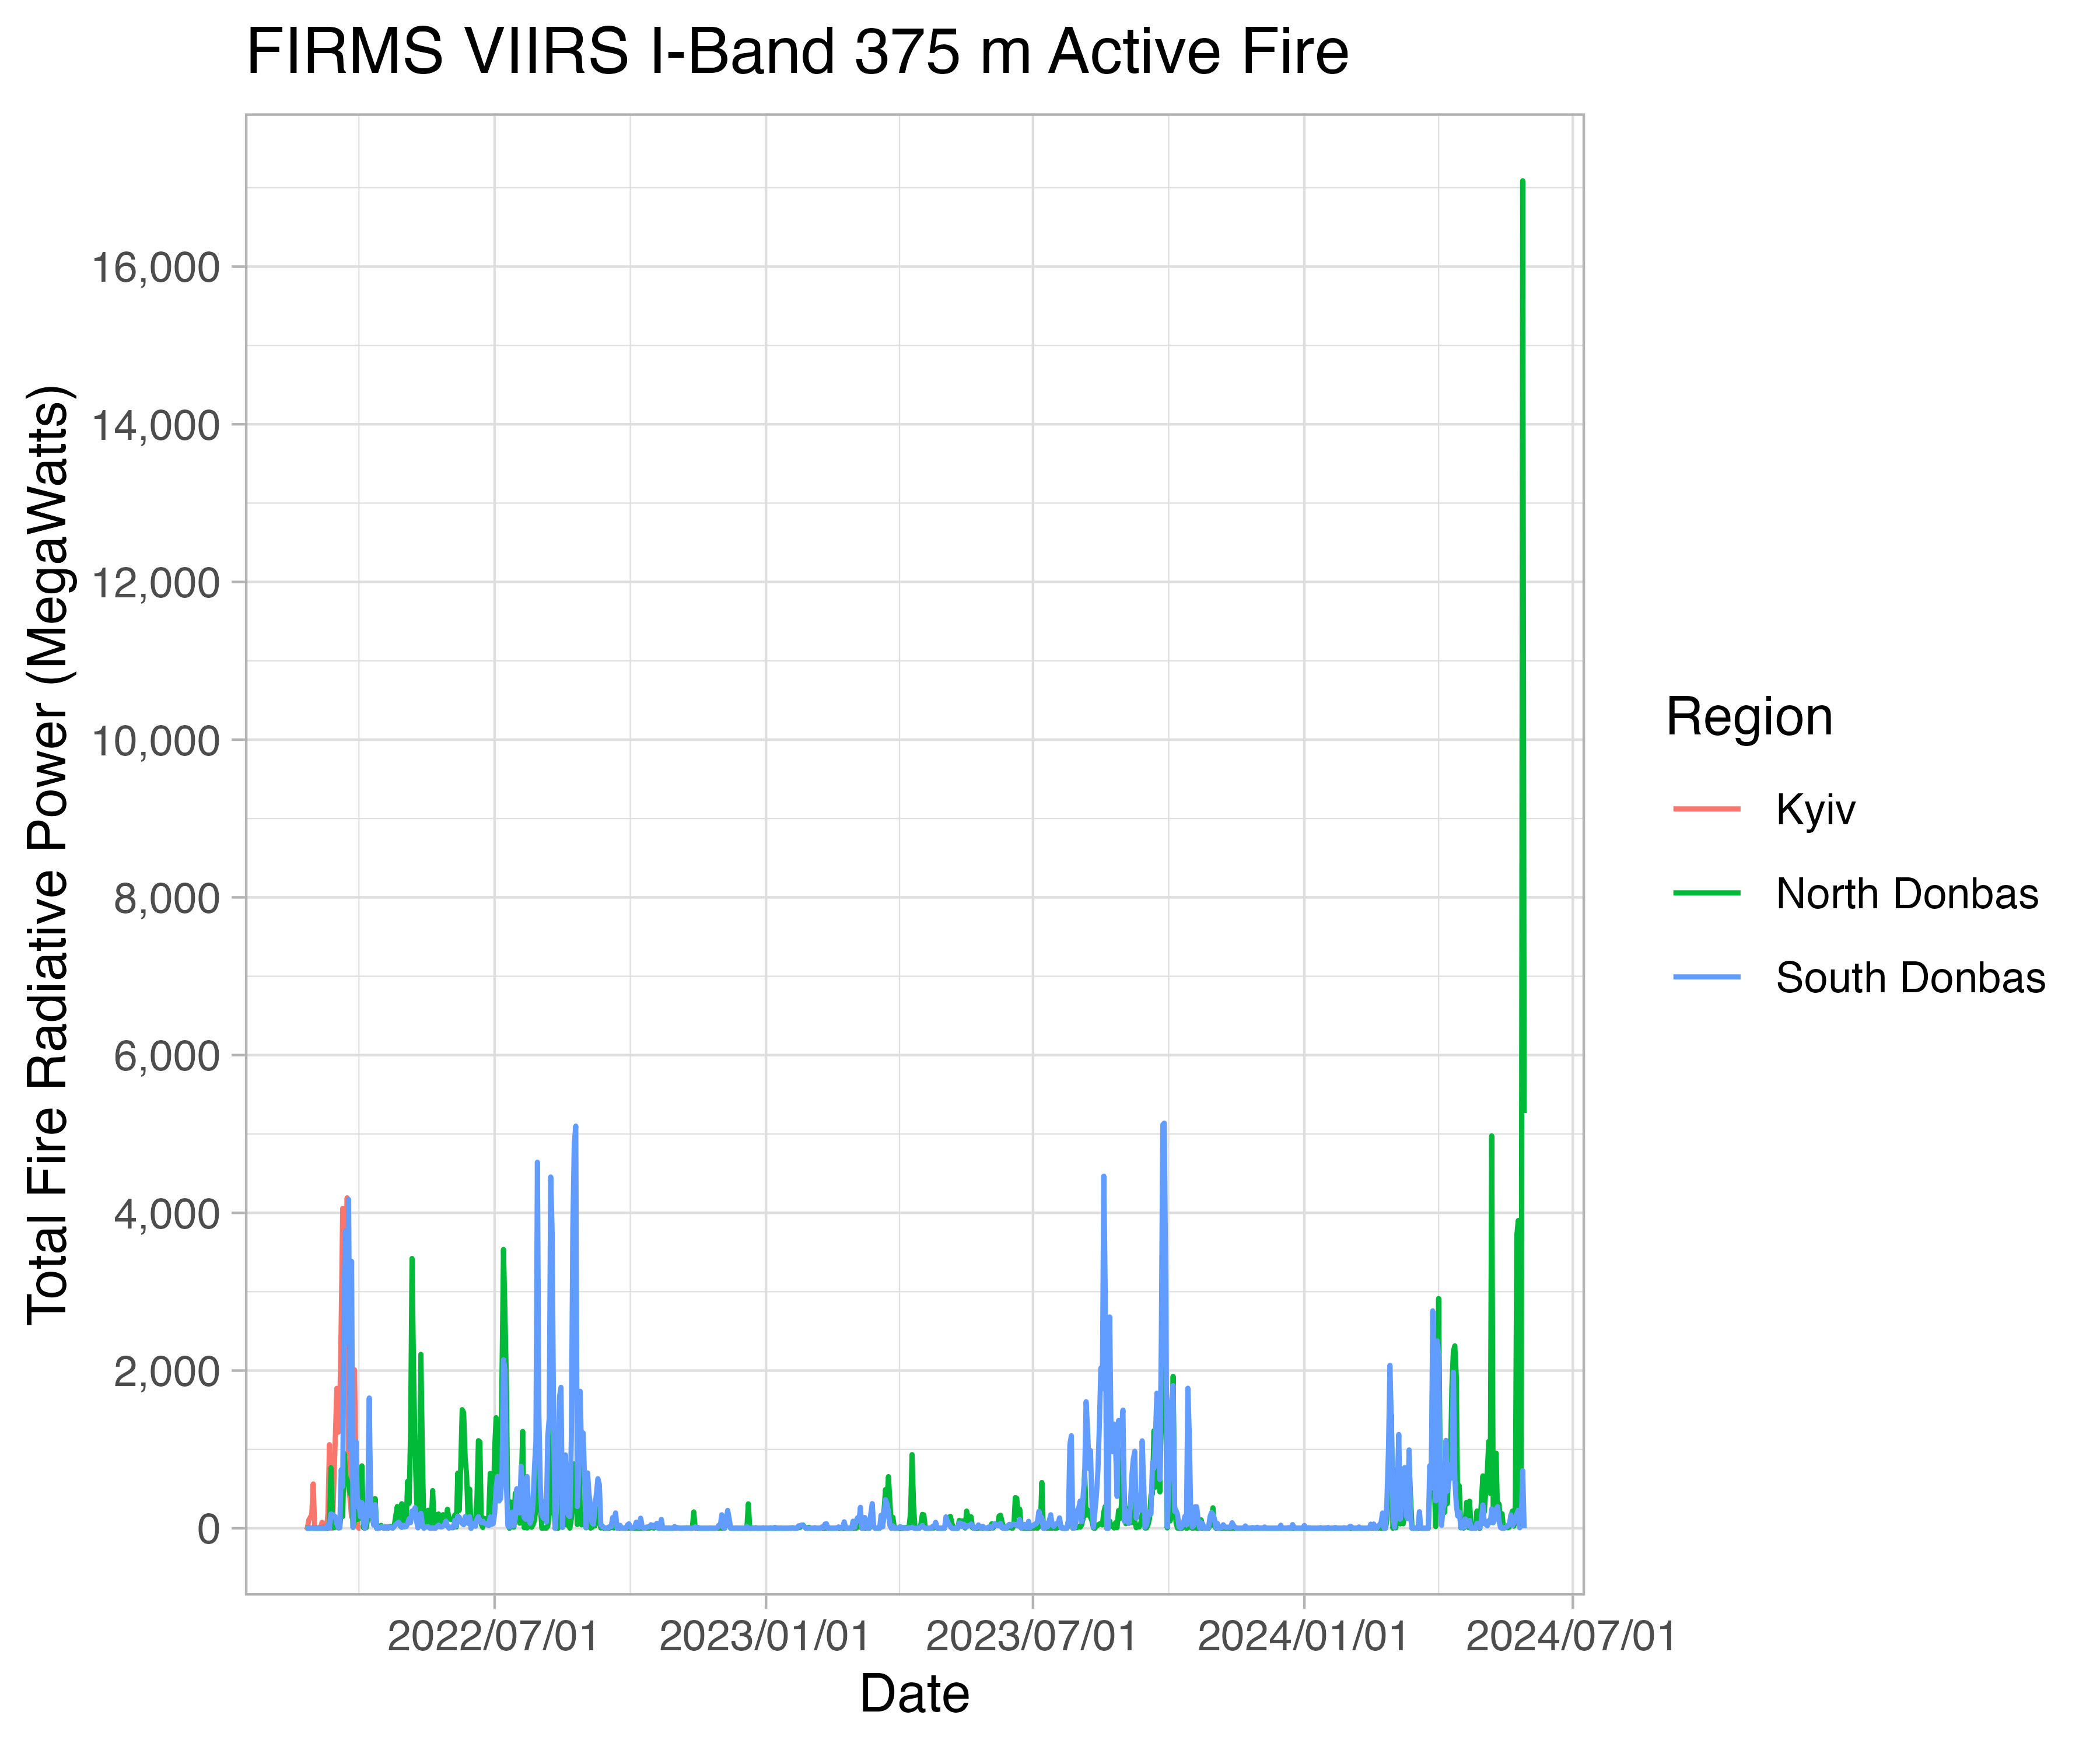 FIRMS VIIRS I-Band 375 m Active Fire
Total Fire Radiative Power (MegaWatts)
16,000
14,000
12,000
10,000
8,000
6,000
4,000
2,000
0
2022/07/01 2023/01/01 2023/07/01 2024/01/01 2024/07/01
Date
Region
Kyiv
North Donbas
South Donbas